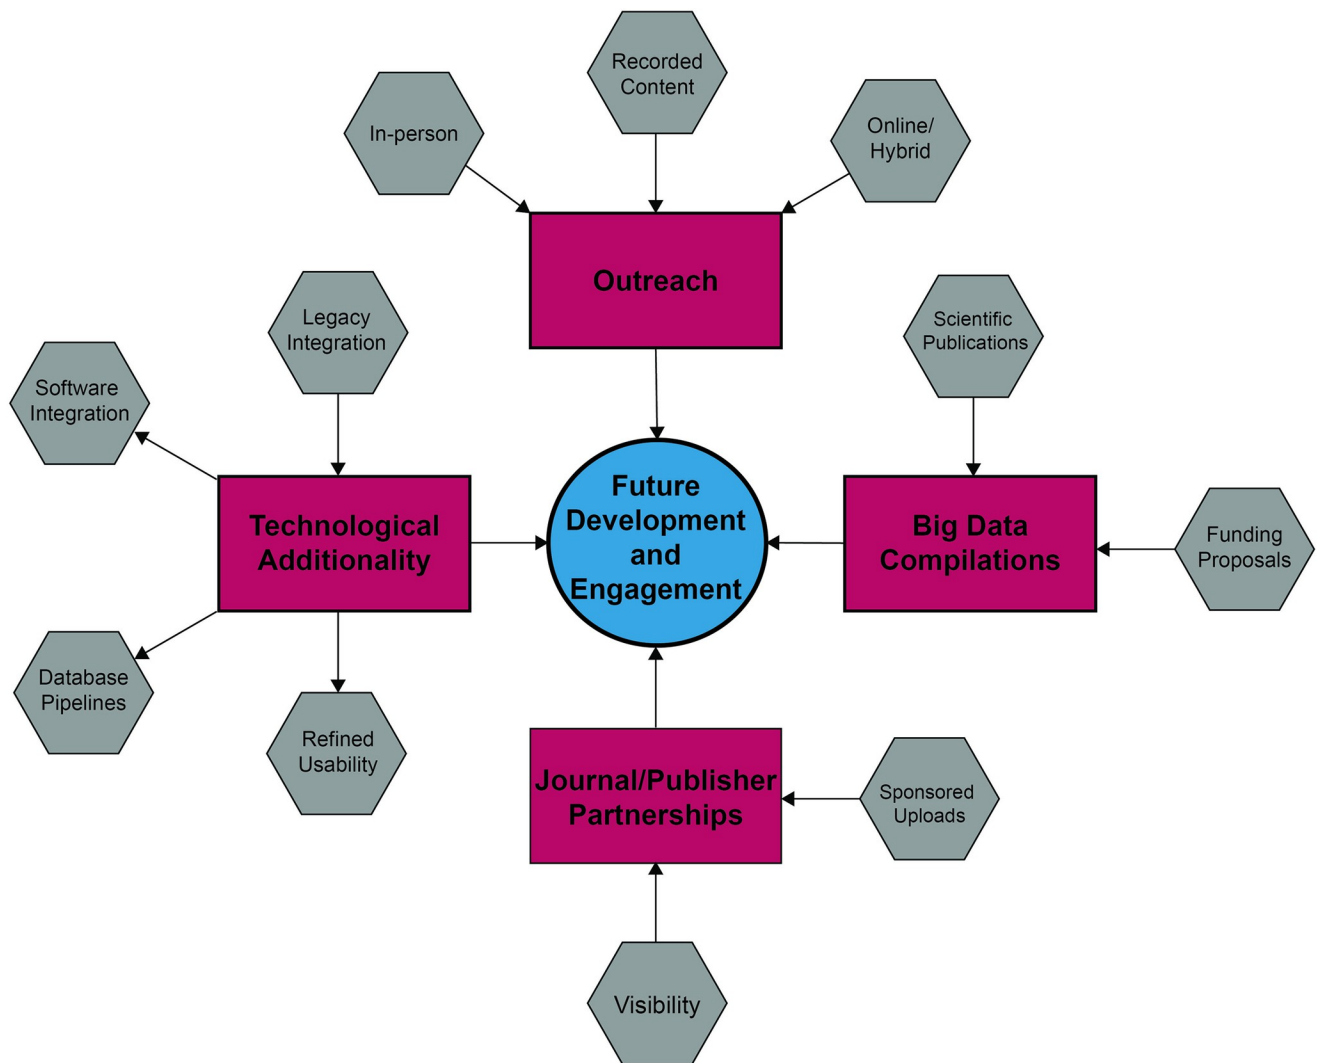 Recorded
Content
In-person
Online/
Hybrid
Outreach
Legacy
Integration
Scientific
Publications
Software
Integration
Future
Development
and
Engagement
Technological
Additionality
Big Data
Compilations
Funding
Proposals
Database
Pipelines
Refined
Usability
Journal/Publisher
Partnerships
Sponsored
Uploads
Visibility